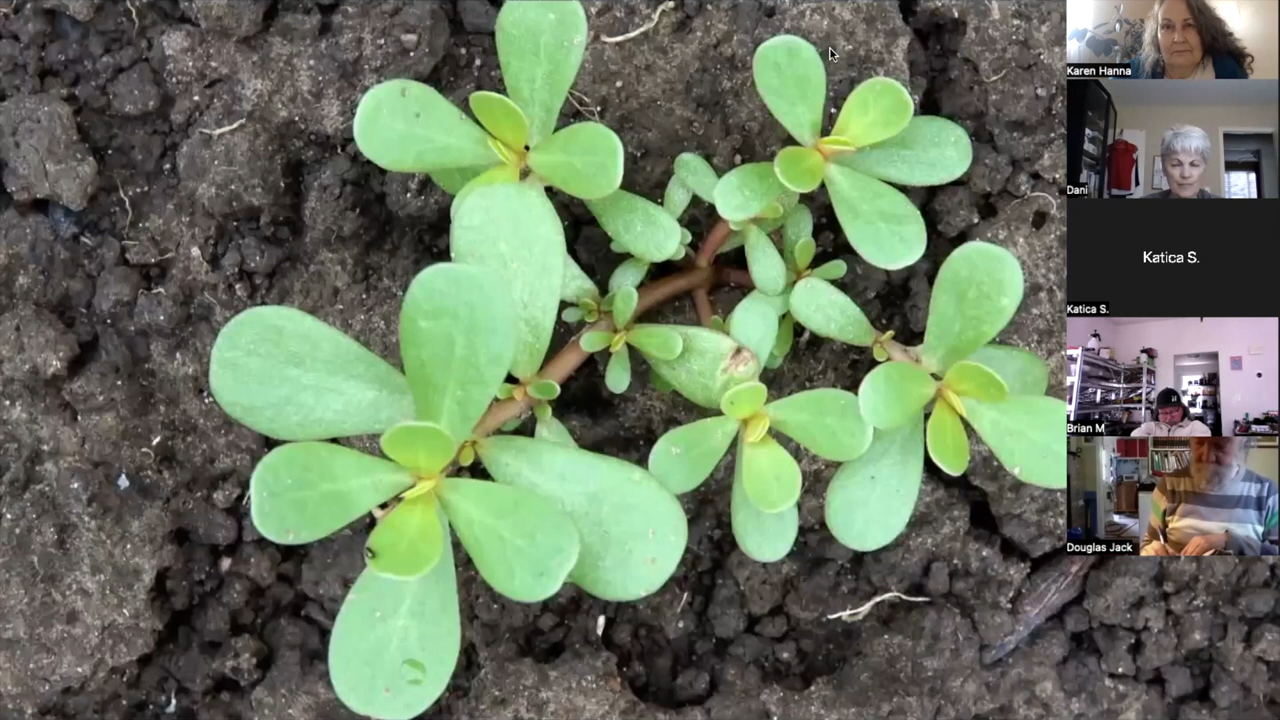 Karen Hanna
Dani
Katica S.
Katica S.
Brian M
Douglas Jack